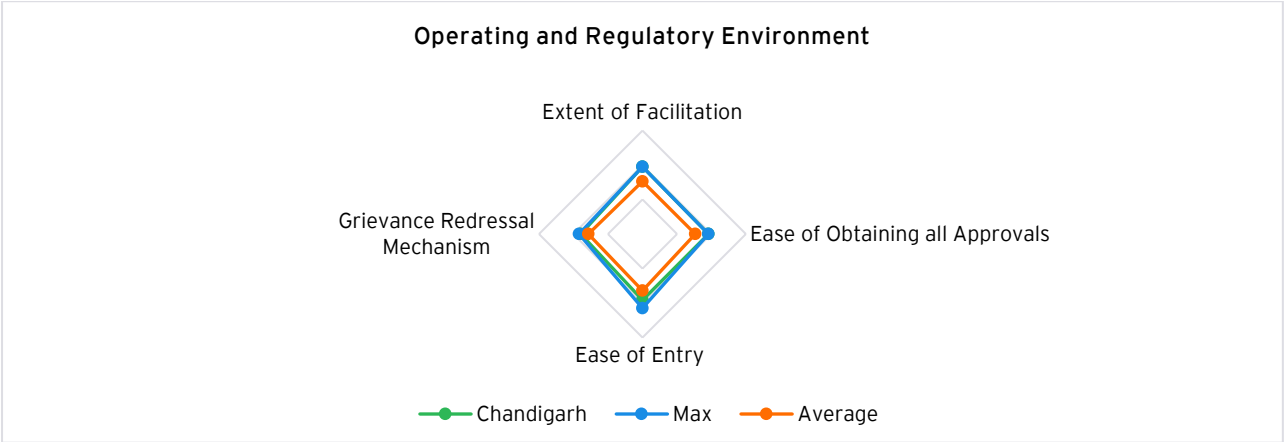 Operating and Regulatory Environment
Extent of Facilitation
Grievance Redressal
Mechanism
Ease of Obtaining all Approvals
Ease of Entry
Chandigarh
Max
Average